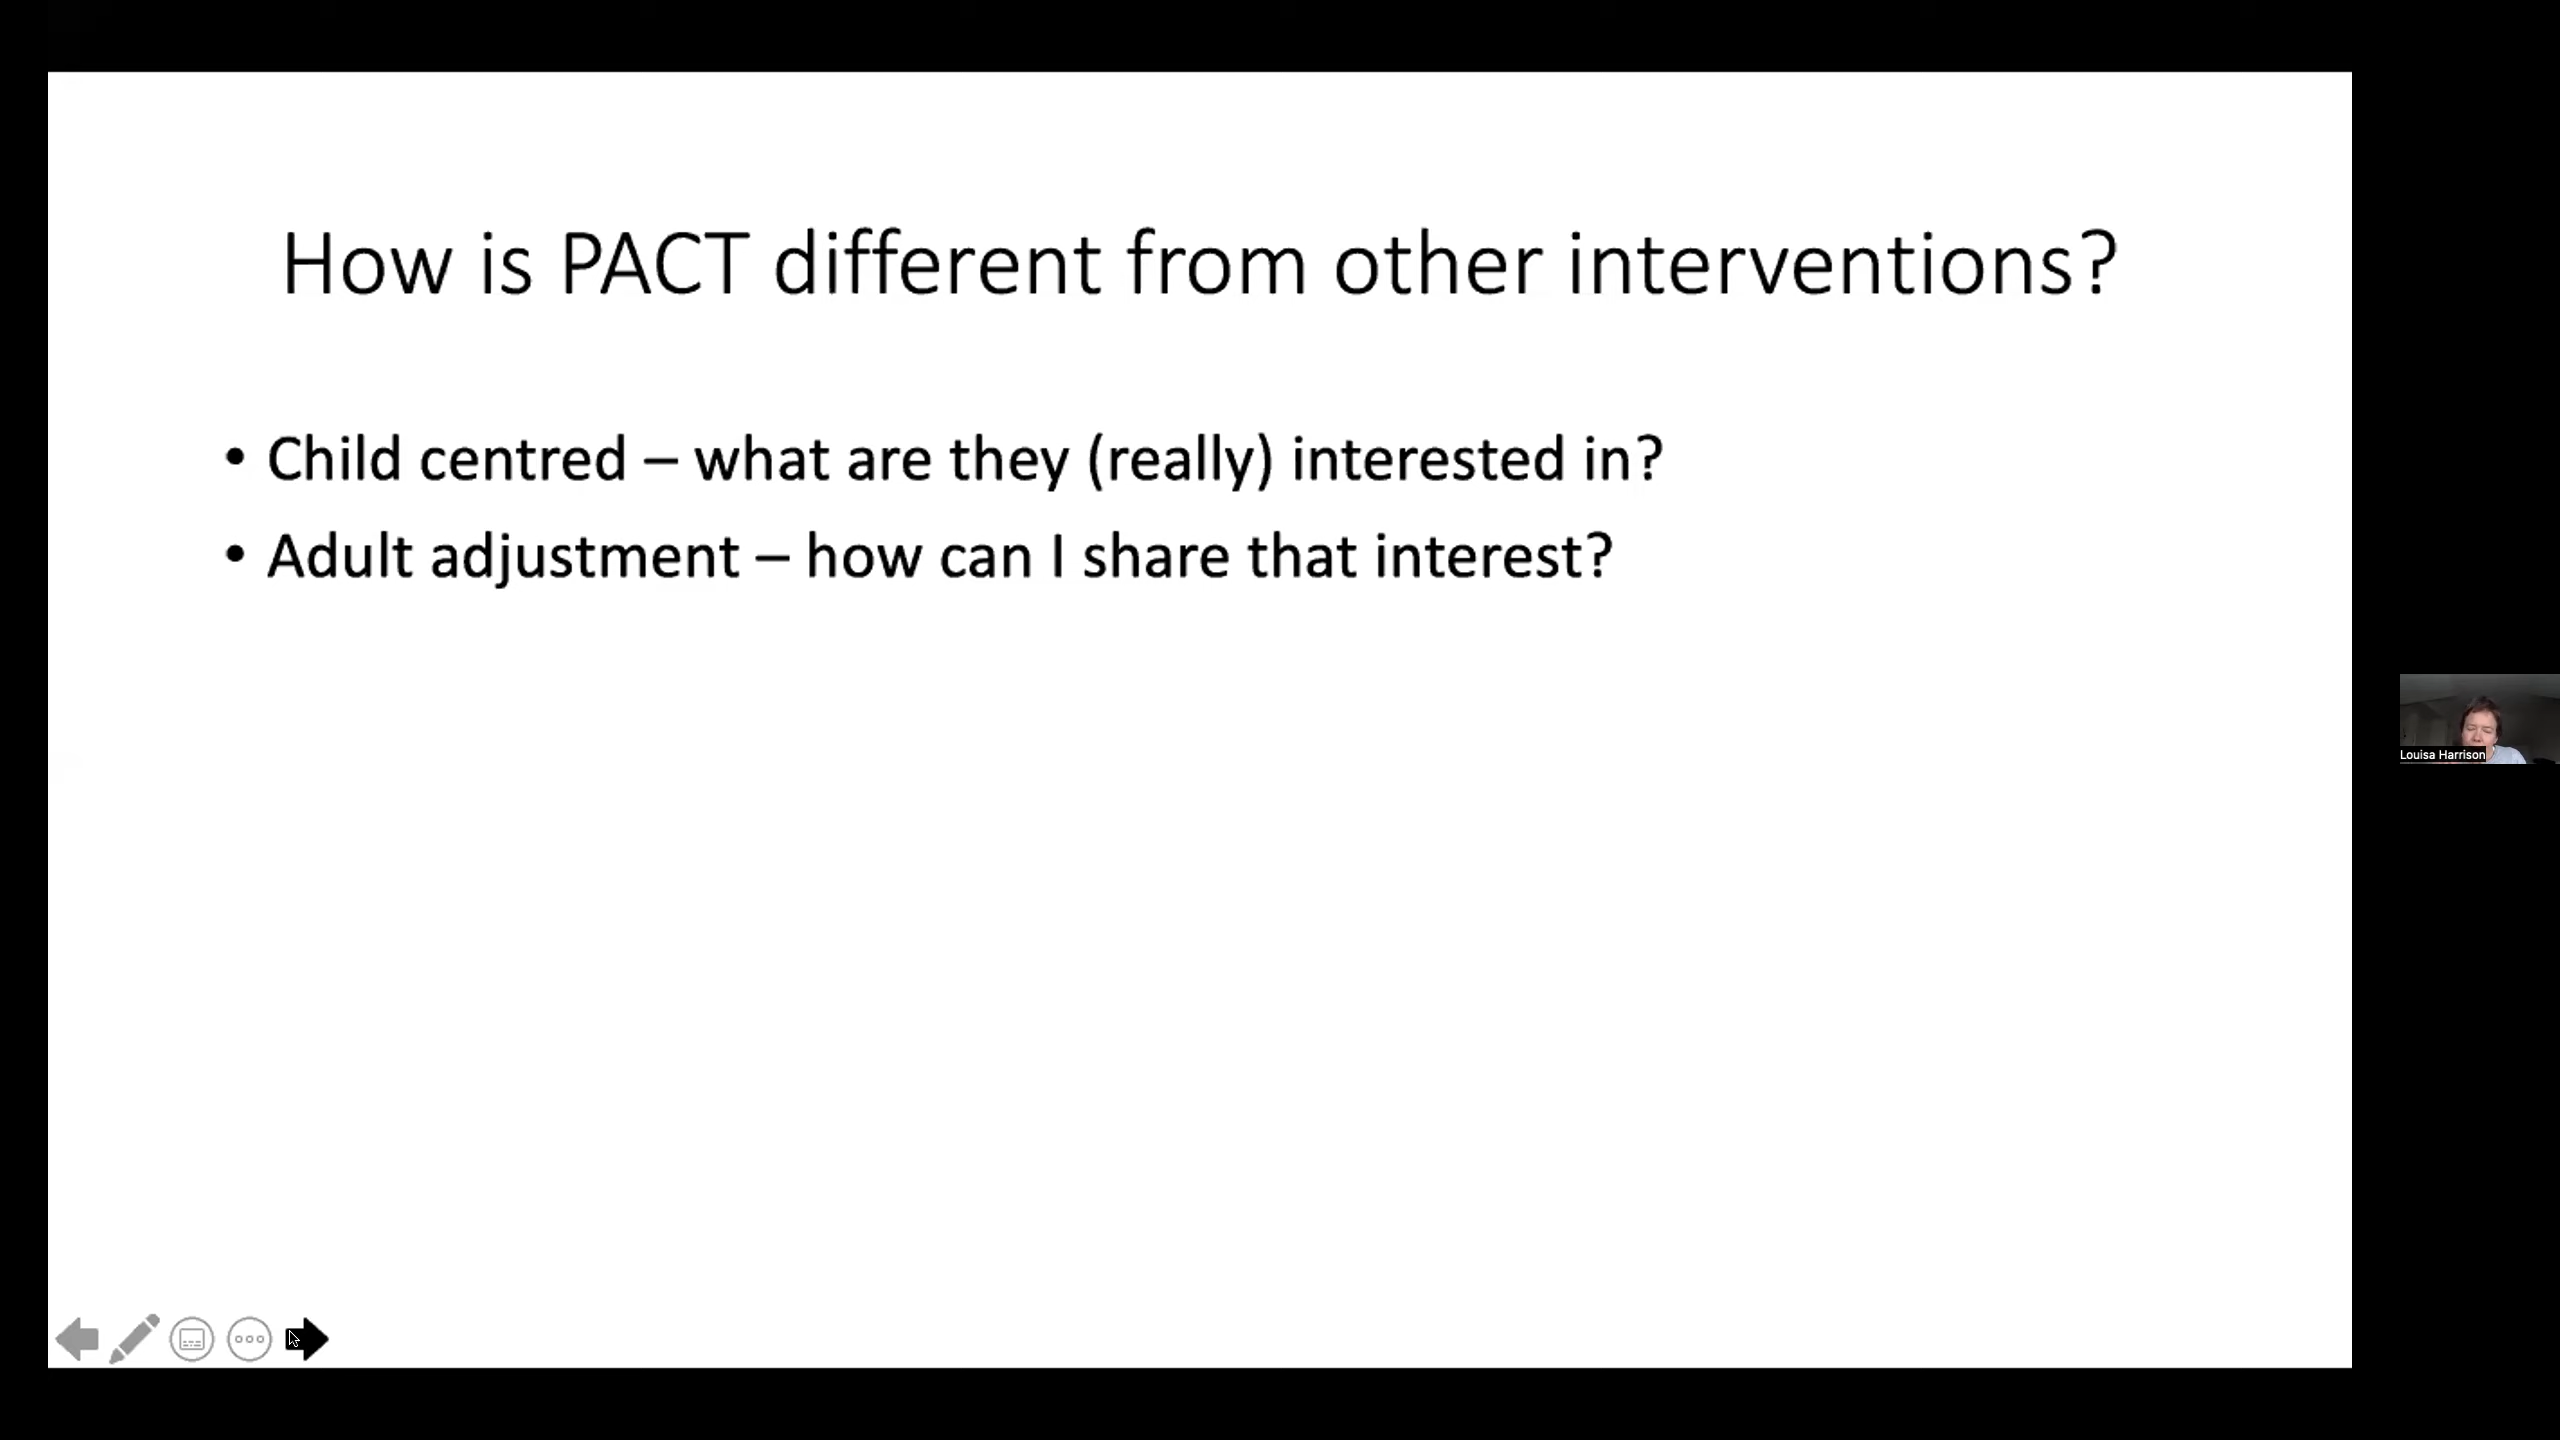 How is PACT different from other interventions?
• Child centred – what are they (really) interested in?
• Adult adjustment – how can I share that interest?
Louisa Harrison